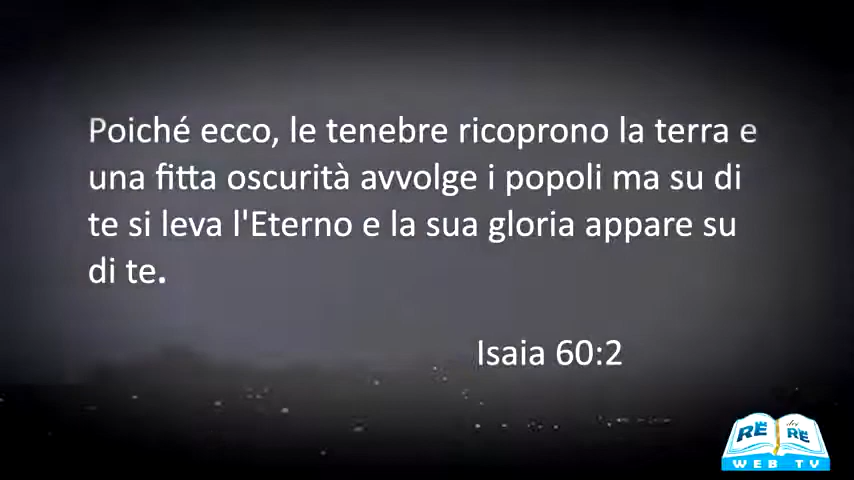 Poiché ecco, le tenebre ricoprono la terra e
una fitta oscurità avvolge i popoli ma su di
te si leva l'Eterno e la sua gloria appare su
di te.
Isaia 60:2
RE dei RE
WEB TV